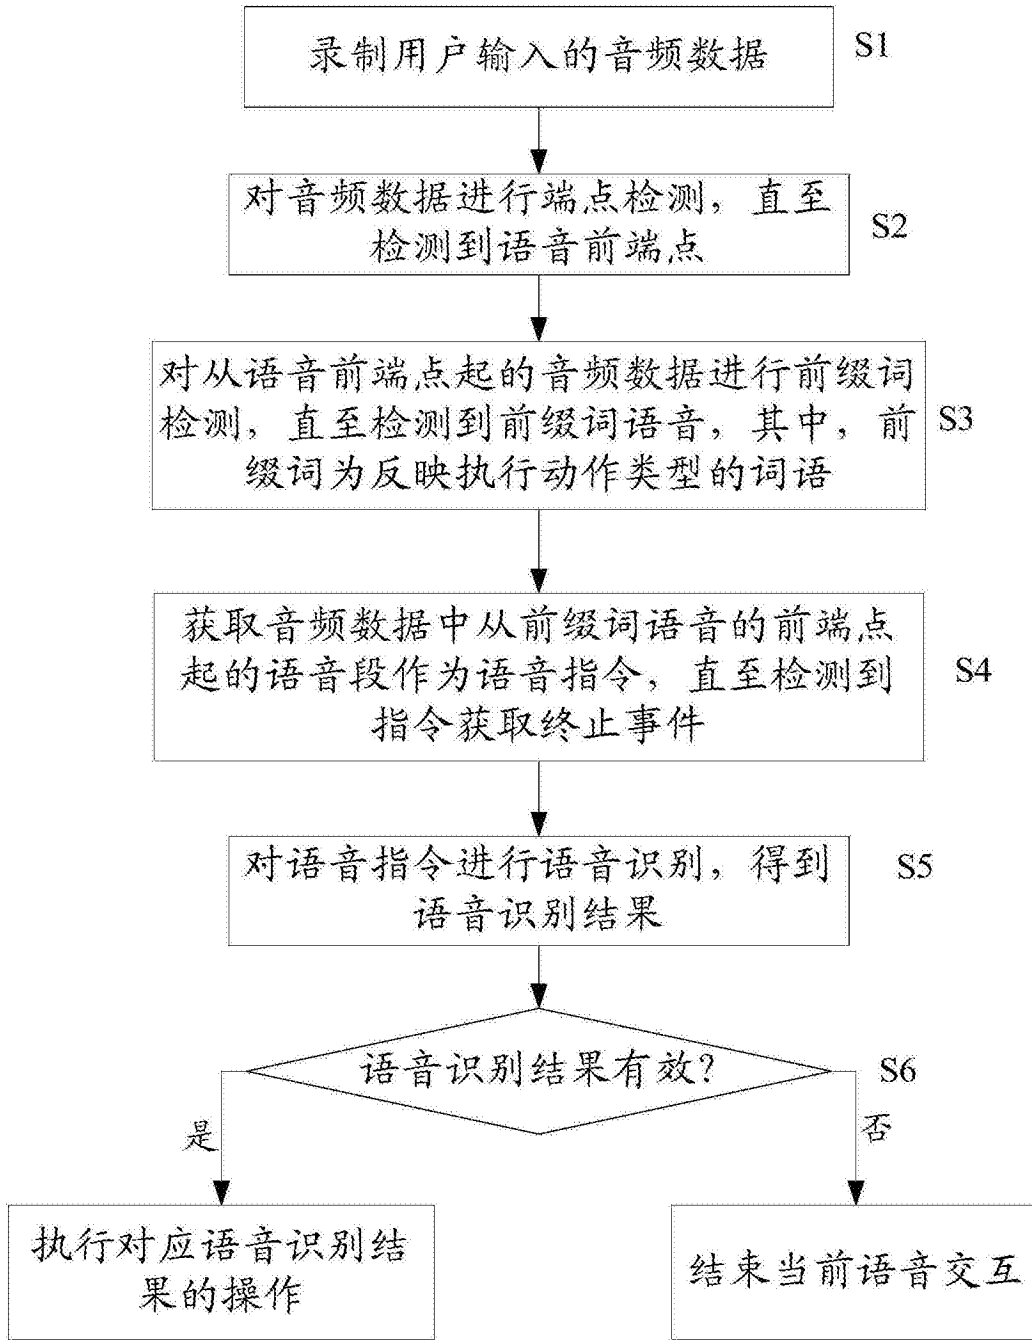 录制用户输入的音频数据
S1
对音频数据进行端点检测，直至
检测到语音前端点
S2
对从语音前端点起的音频数据进行前缀词
检测，直至检测到前缀词语音，其中，前
缀词为反映执行动作类型的词语
S3
获取音频数据中从前缀词语音的前端点
起的语音段作为语音指令，直至检测到
指令获取终止事件
S4
对语音指令进行语音识别，得到
语音识别结果
S5
语音识别结果有效？
S6
是
否
执行对应语音识别结
果的操作
结束当前语音交互